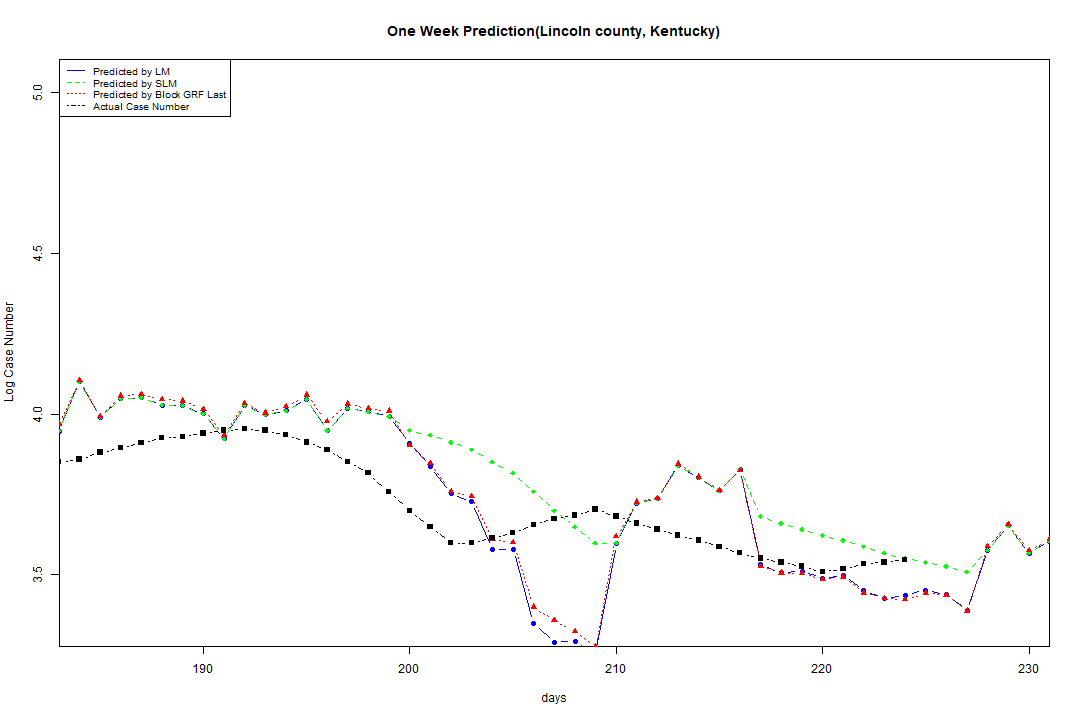 One Week Prediction(Lincoln county, Kentucky)
Predicted by LM
Predicted by SLM
Predicted by Block GRF Last
Actual Case Number
5.0
4.5
4.0
3.5
Log Case Number
190 200 210 220 230
days